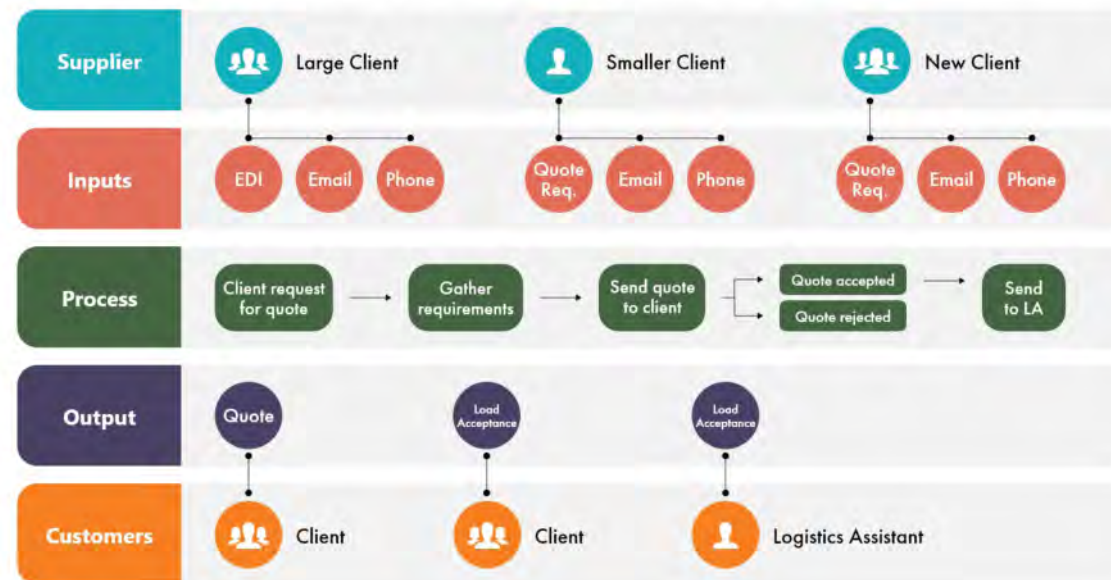 Supplier
Large Client
Smaller Client
New Client
Inputs
EDI
Email
Phone
Quote
Req.
Email
Phone
Quote
Req.
Email
Phone
Process
Client request
for quote
Gather
requirements
Send quote
to client
Quote accepted
Quote rejected
Send
to LA
Output
Quote
Load
Acceptance
Load
Acceptance
Customers
Client
Client
Logistics Assistant